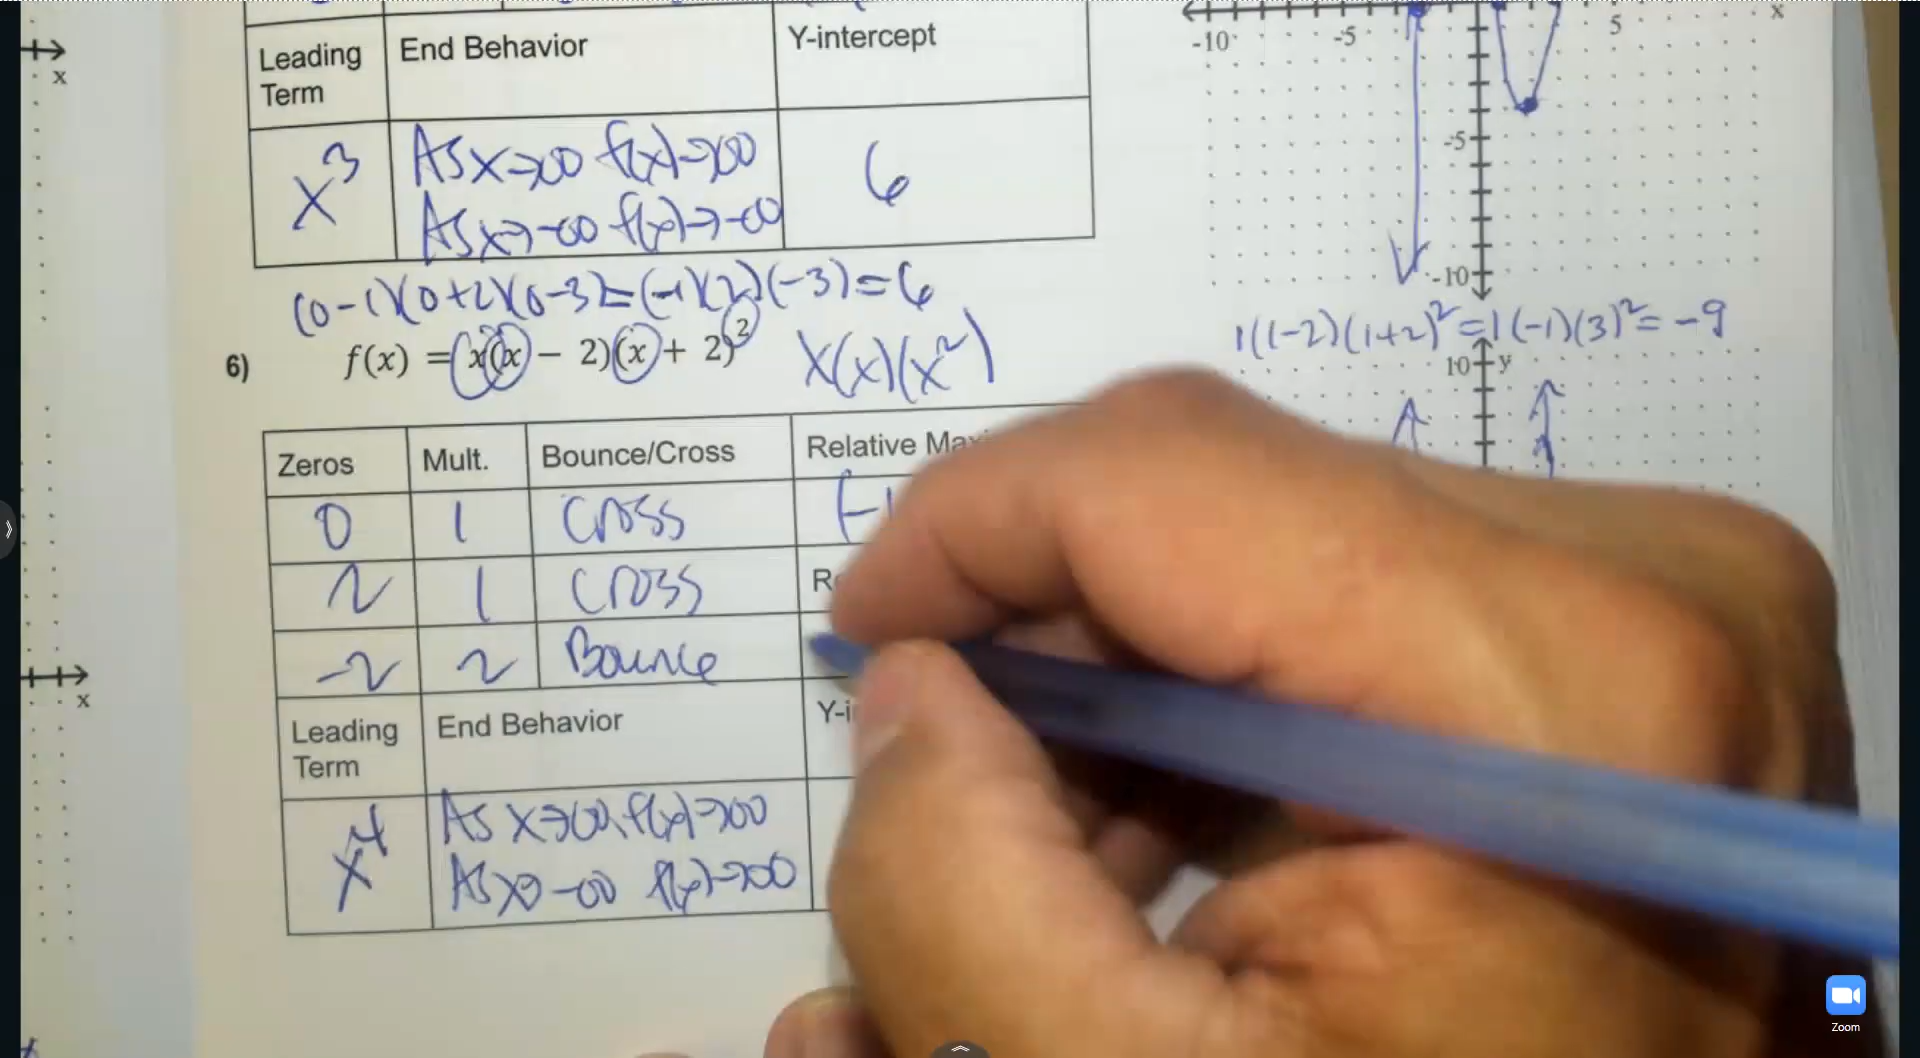 Leading Term
End Behavior
Y-intercept
x³
As x→∞ f(x)→∞
As x→-∞ f(x)→-∞
6
(0-1)(0+2)(0-3)=(-1)(2)(-3)=6
6) f(x) = x(x − 2)(x + 2)² x(x)(x²)
Zeros
Mult.
Bounce/Cross
Relative
0
1
Cross
2
1
Cross
-2
2
Bounce
Leading Term
End Behavior
x⁴
As x→∞, f(x)→∞
As x→-∞ f(x)→∞
-10
-5
5
x
-5
-10
1(1-2)(1+2)²=1(-1)(3)²=-9
10
y
x
x
Zoom